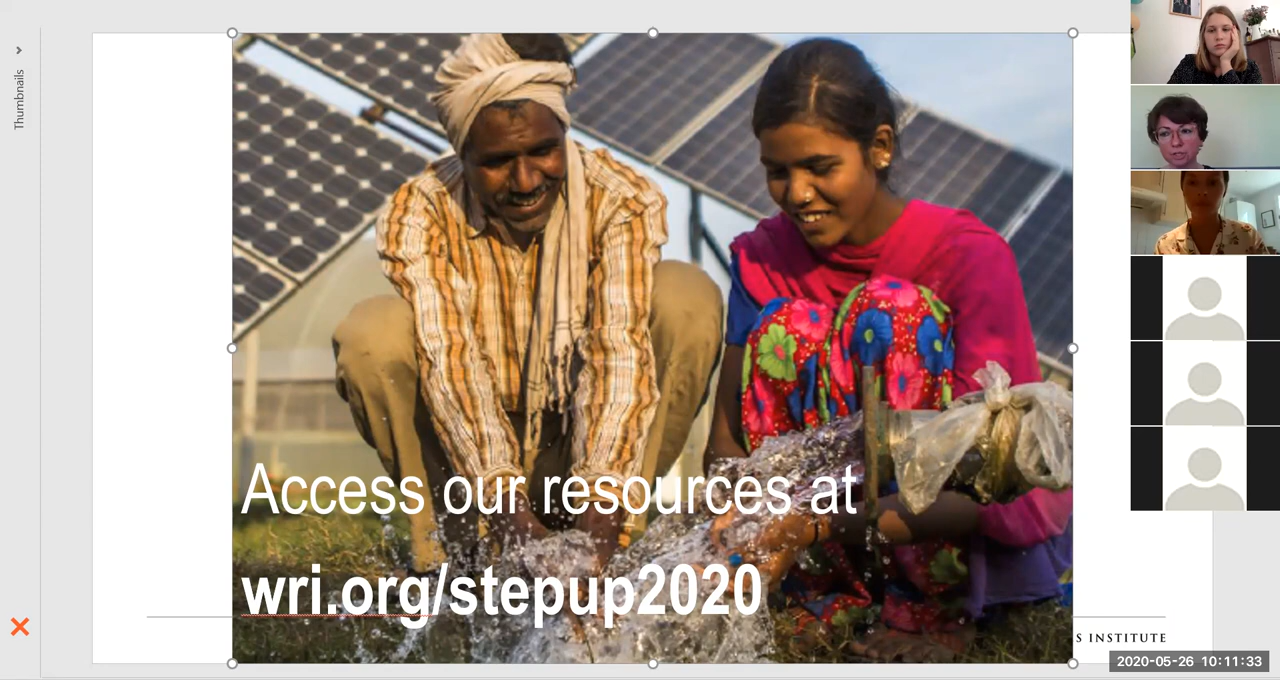 Thumbnails
Access our resources at
wri.org/stepup2020
S INSTITUTE
2020-05-26 10:11:33